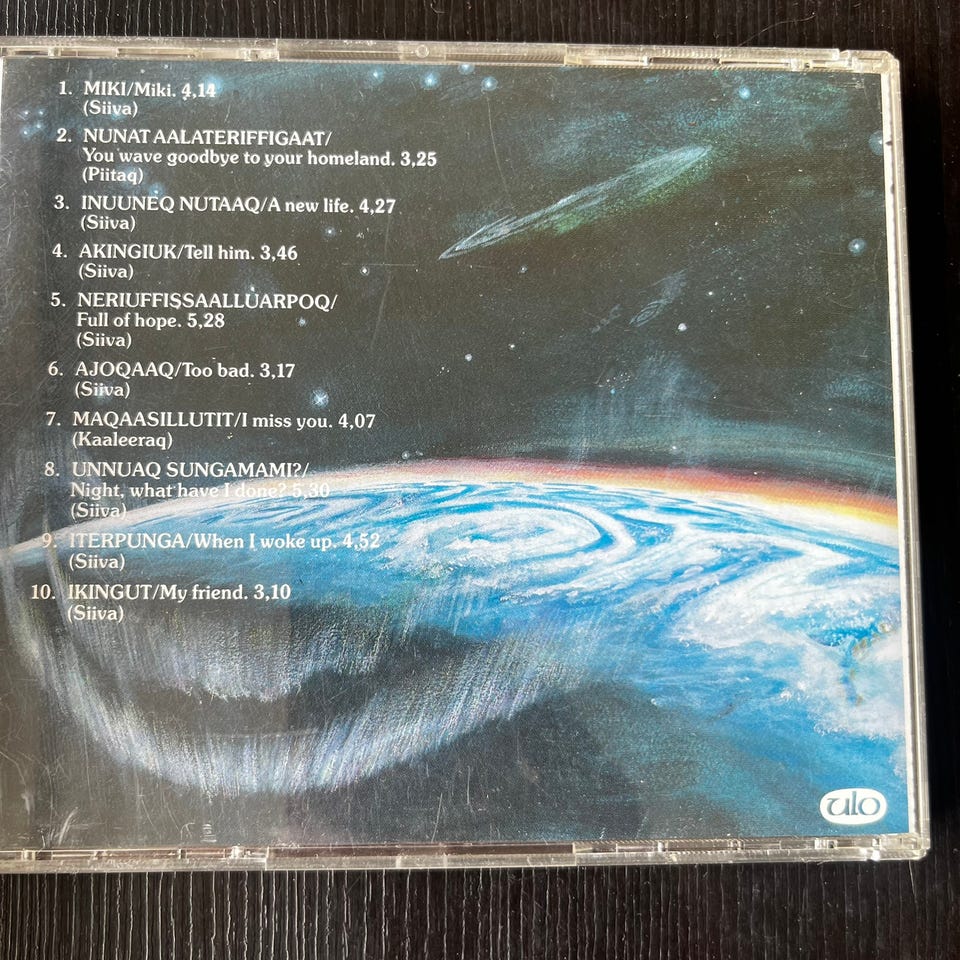 1. MIKI/Miki. 4,14
(Siiva)
2. NUNAT AALATERIFFIGAAT/
You wave goodbye to your homeland. 3,25
(Piitaq)
3. INUUNEQ NUTAAQ/A new life. 4,27
(Siiva)
4. AKINGIUK/Tell him. 3,46
(Siiva)
5. NERIUFFISSAALLUARPOQ/
Full of hope. 5,28
(Siiva)
6. AJOQAAQ/Too bad. 3,17
(Siiva)
7. MAQAASILLUTIT/I miss you. 4,07
(Kaaleeraq)
8. UNNUAQ SUNGAMAMI?/
Night, what have I done? 5,30
(Siiva)
9. ITERPUNGA/When I woke up. 4,52
(Siiva)
10. IKINGUT/My friend. 3,10
(Siiva)
ulo